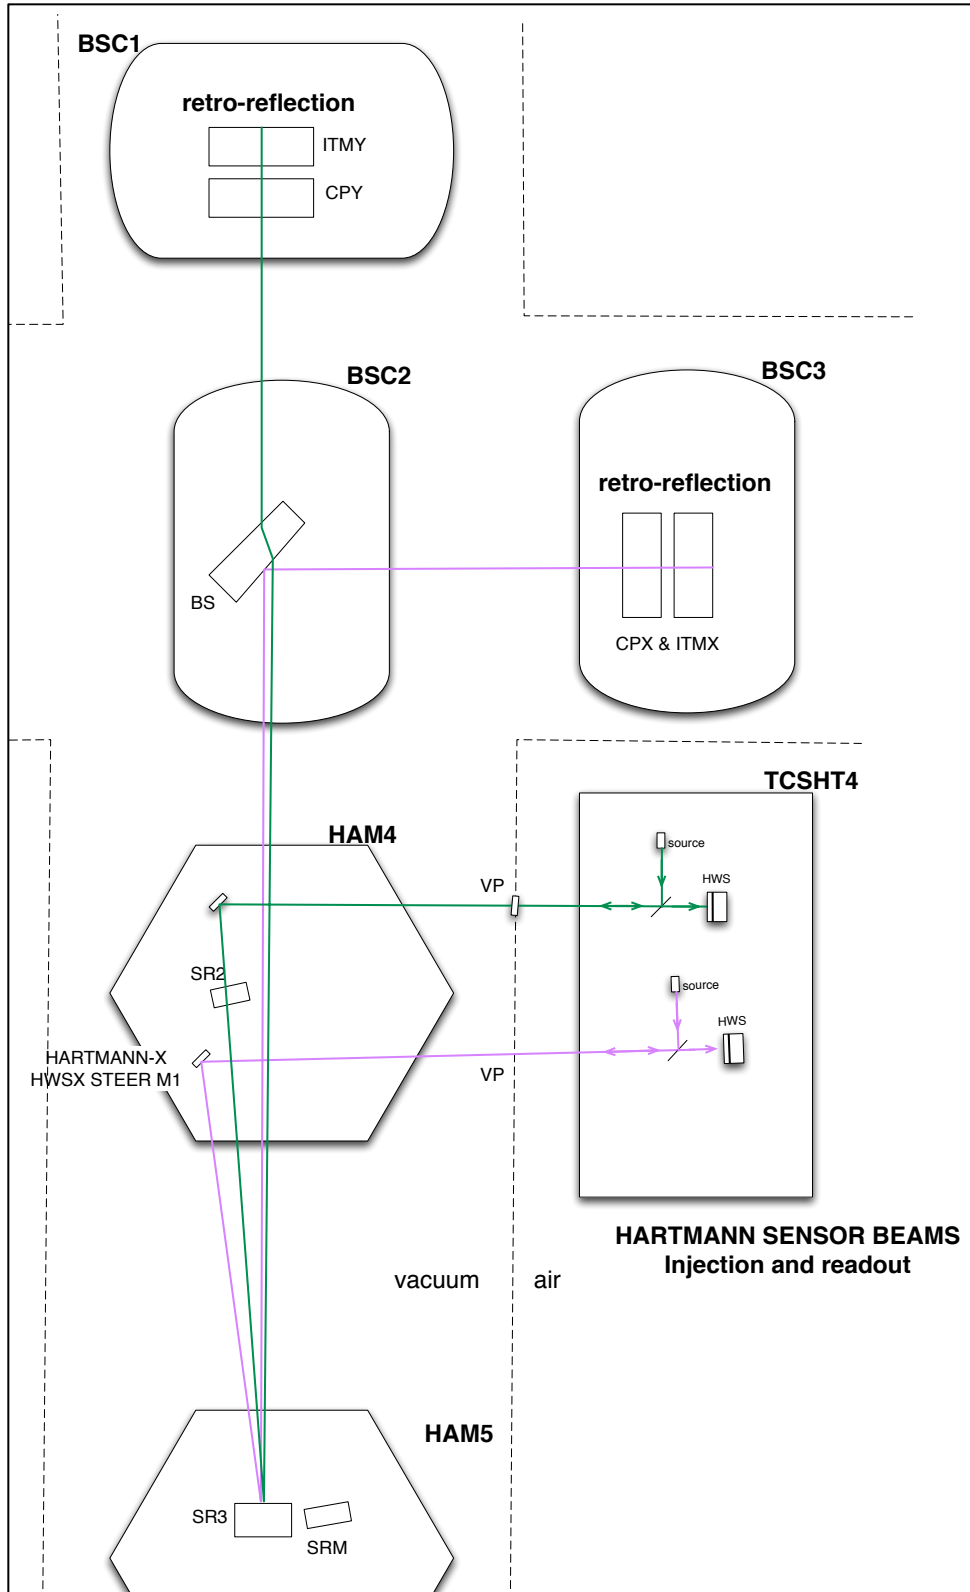 BSC1
retro-reflection
ITMY
CPY
BSC2
BSC3
retro-reflection
BS
CPX & ITMX
TCSHT4
HAM4
source
VP
HWS
SR2
source
HWS
HARTMANN-X
HWSX STEER M1
VP
HARTMANN SENSOR BEAMS
Injection and readout
vacuum
air
HAM5
SR3
SRM